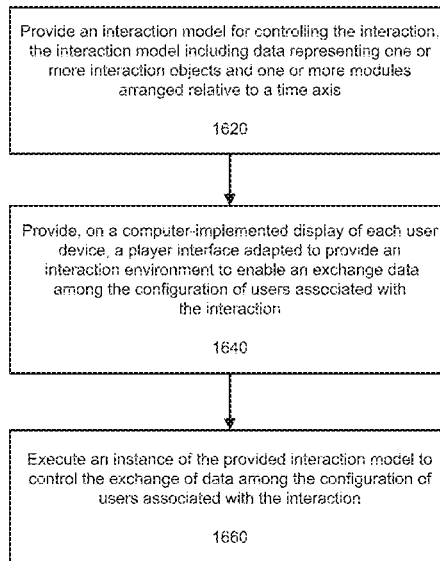 Provide an interaction model for controlling the interaction,
the interaction model including data representing one or
more interaction objects and one or more modules
arranged relative to a time axis
1620
Provide, on a computer-implemented display of each user
device, a player interface adapted to provide an
interaction environment to enable an exchange data
among the configuration of users associated with
the interaction
1640
Execute an instance of the provided interaction model to
control the exchange of data among the configuration of
users associated with the interaction
1660